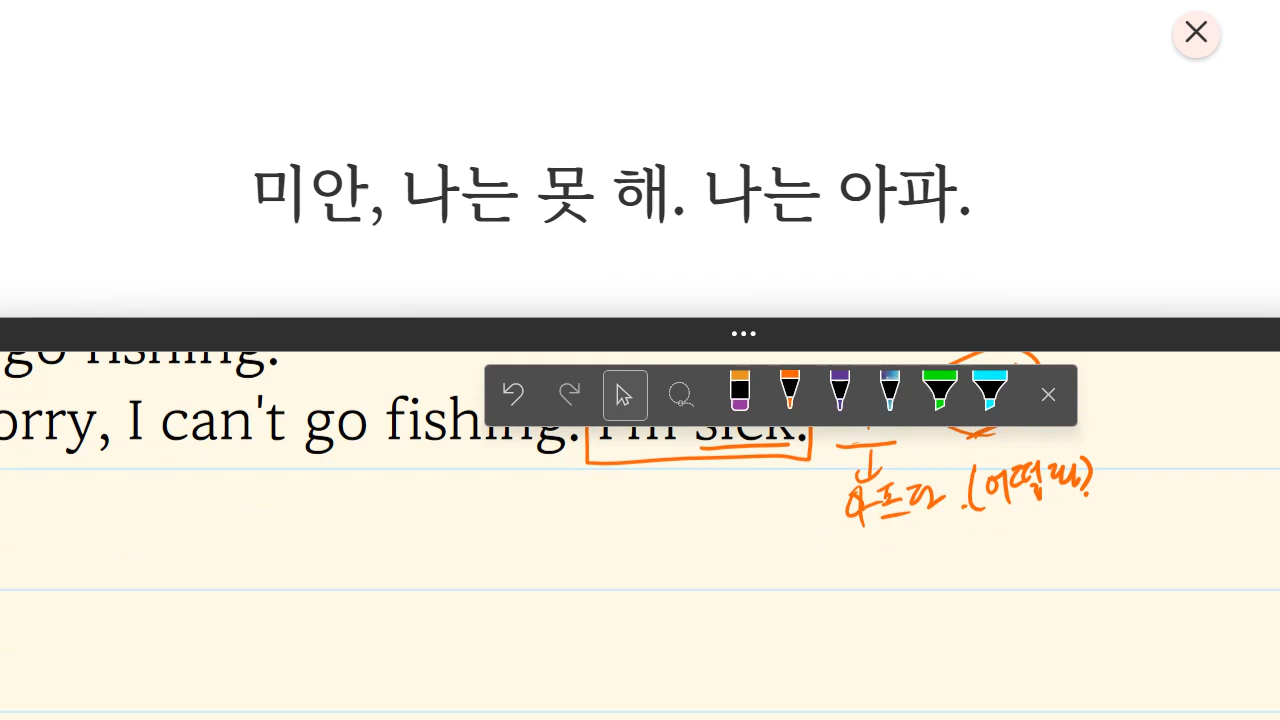 미안, 나는 못 해. 나는 아파.
go fishing.
orry, I can't go fishing. I'm sick.
아프다 (어떨 때)